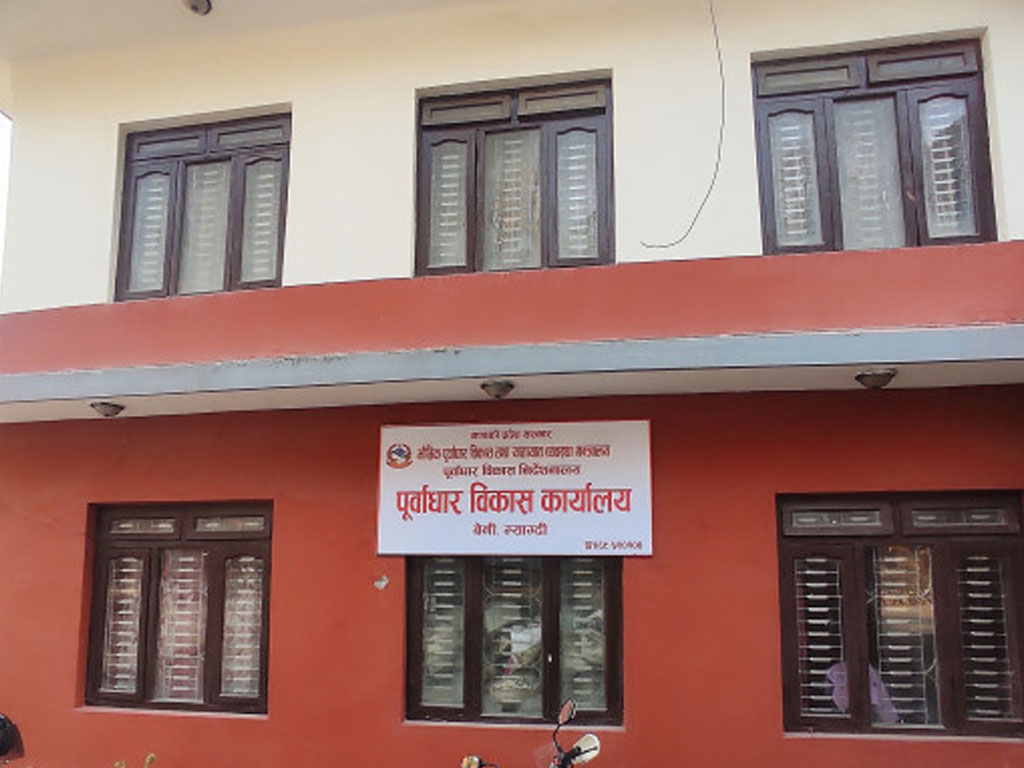 गण्डकी प्रदेश सरकार
भौतिक पूर्वाधार विकास तथा यातायात व्यवस्था मन्त्रालय
पूर्वाधार विकास निर्देशनालय
पूर्वाधार विकास कार्यालय
बेनी, म्याग्दी